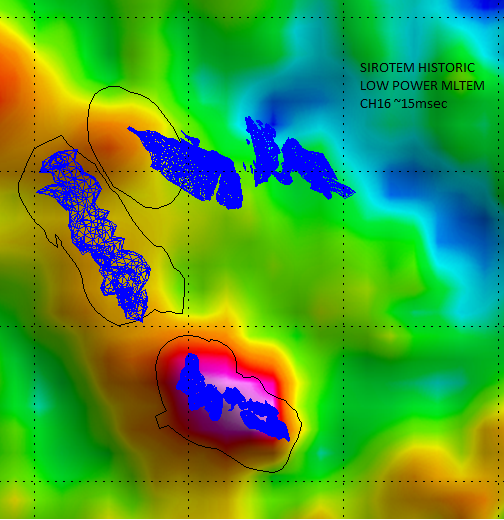 SIROTEM HISTORIC
LOW POWER MLTEM
CH16 ~15msec